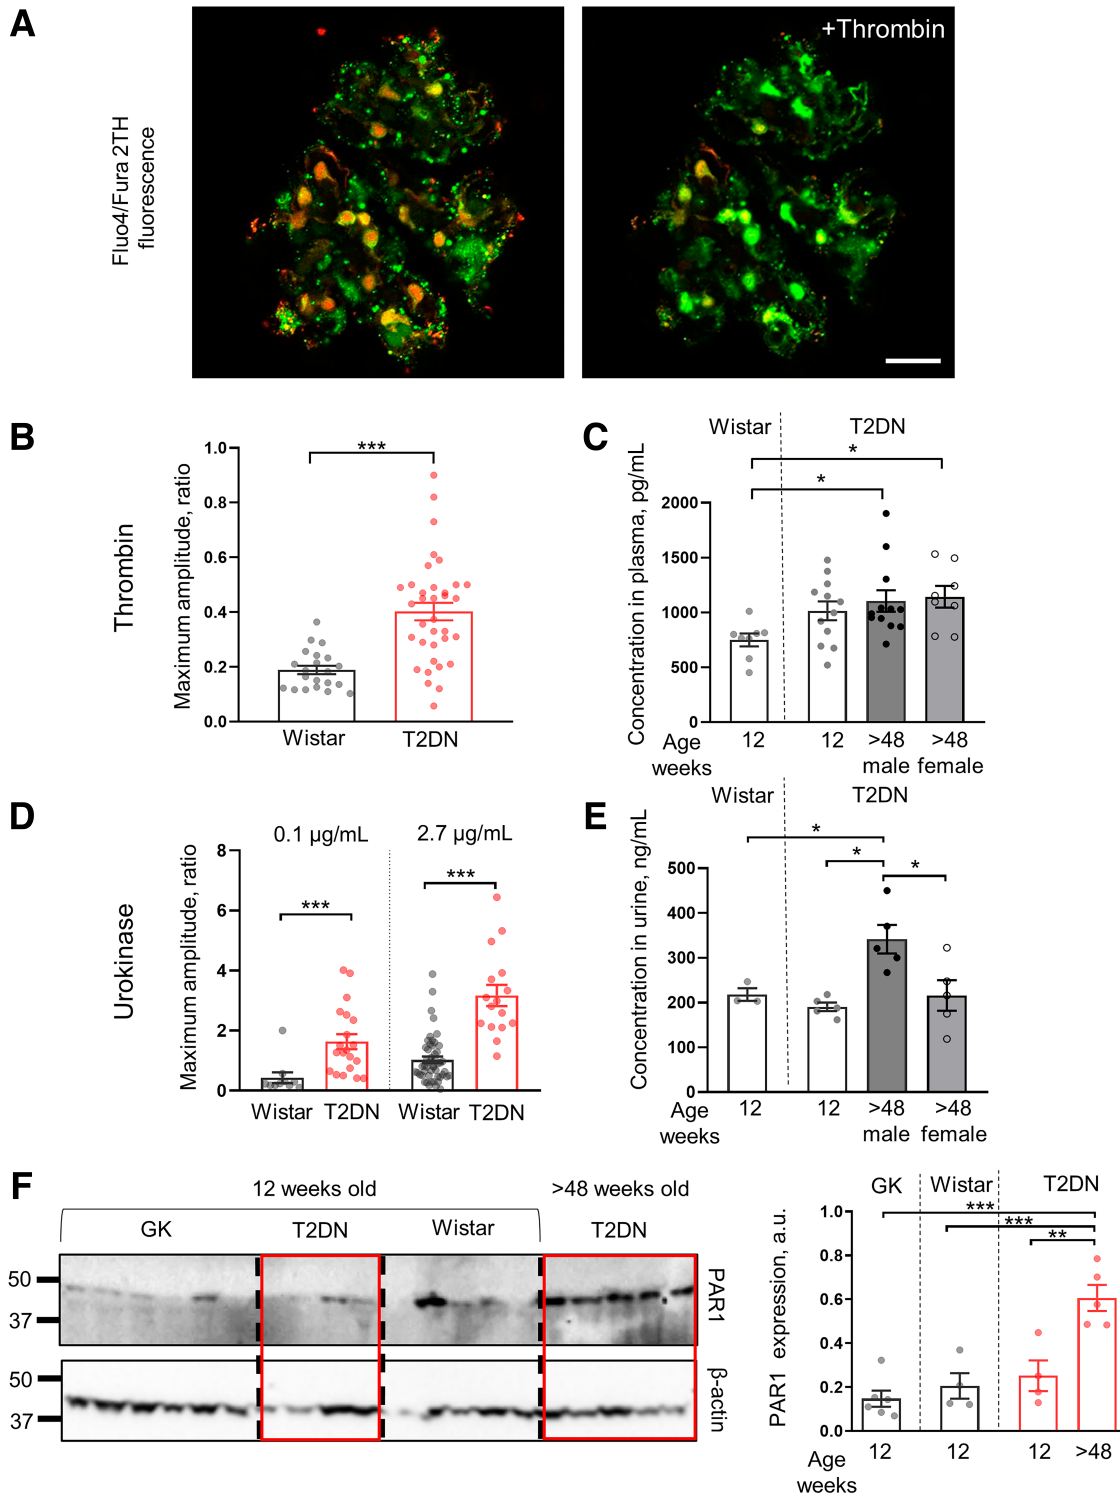 A
Fluo4/Fura 2TH
fluorescence
+Thrombin
B
Thrombin
Maximum amplitude, ratio
1.0
0.8
0.6
0.4
0.2
0.0
***
Wistar
T2DN
C
Concentration in plasma, pg/mL
Wistar
T2DN
*
*
2000
1500
1000
500
0
Age
weeks
12
12
>48
male
>48
female
D
Urokinase
Maximum amplitude, ratio
0.1 µg/mL
2.7 µg/mL
8
6
4
2
0
***
***
Wistar
T2DN
Wistar
T2DN
E
Concentration in urine, ng/mL
Wistar
T2DN
*
*
*
500
400
300
200
100
0
Age
weeks
12
12
>48
male
>48
female
F
12 weeks old
>48 weeks old
GK
T2DN
Wistar
T2DN
50
37
PAR1
50
37
β-actin
PAR1 expression, a.u.
GK
Wistar
T2DN
***
***
**
1.0
0.8
0.6
0.4
0.2
0.0
Age
weeks
12
12
12
>48